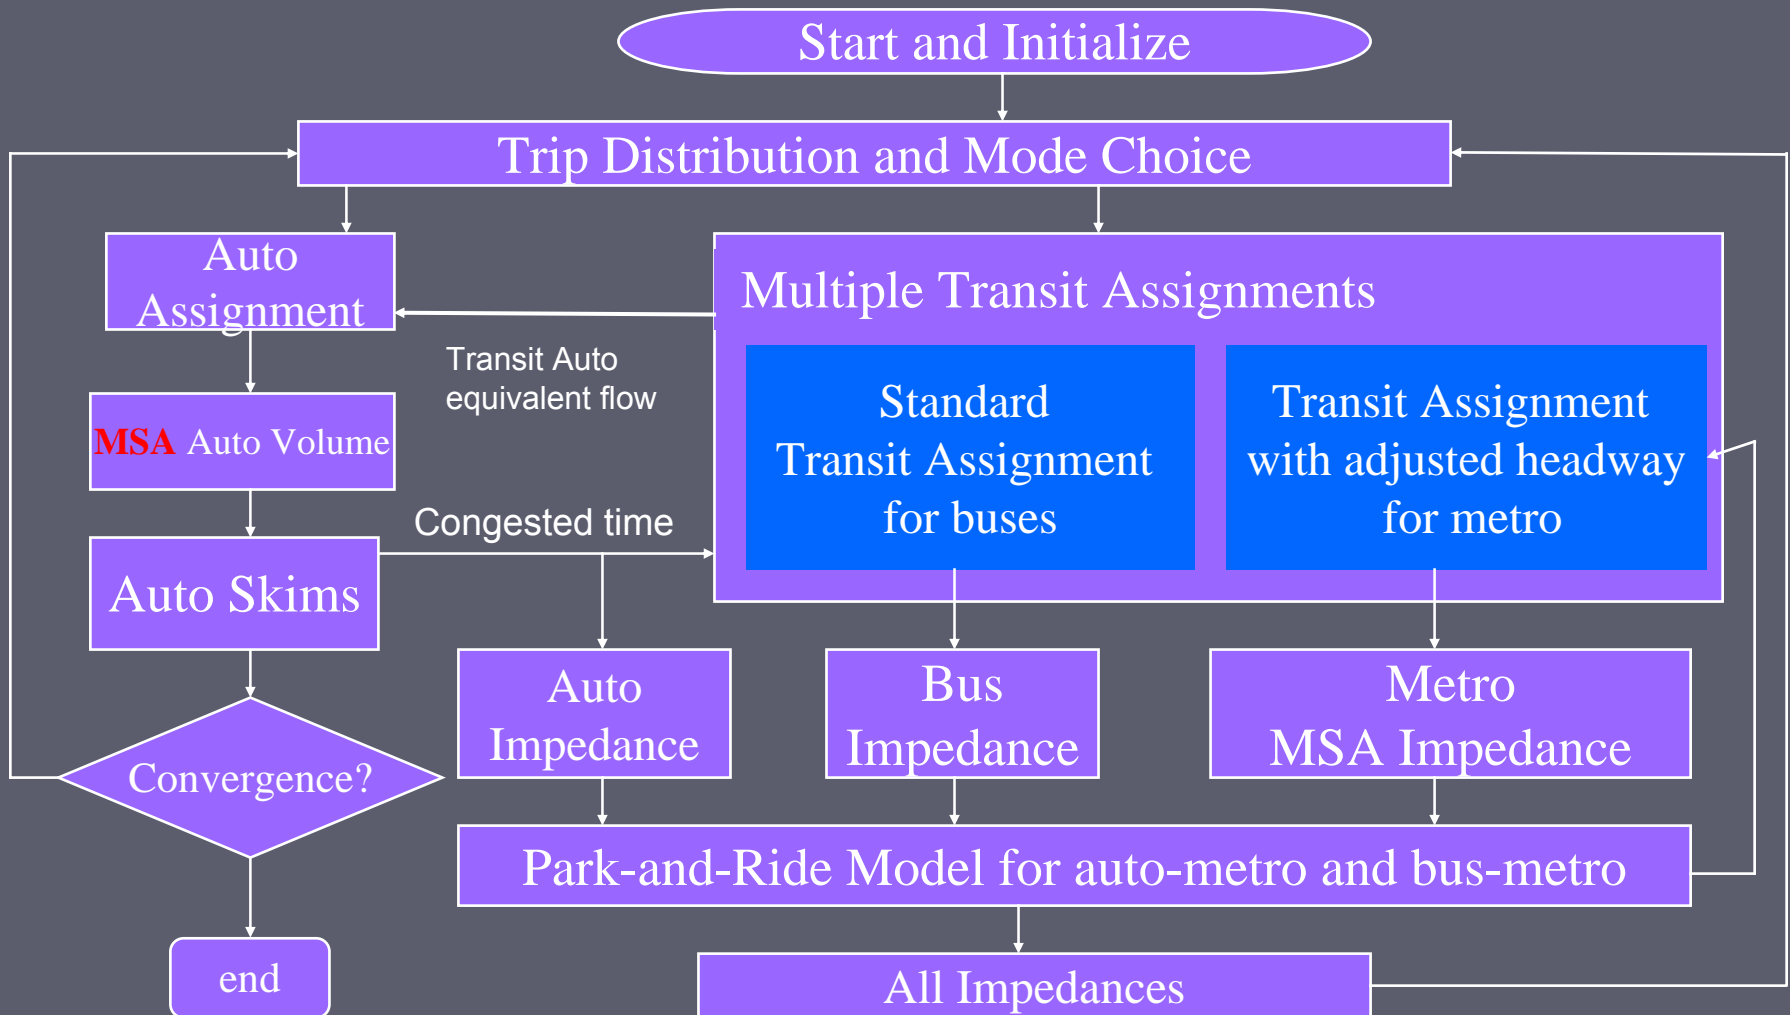 Start and Initialize
Trip Distribution and Mode Choice
Auto
Assignment
Multiple Transit Assignments
Transit Auto
equivalent flow
MSA Auto Volume
Standard
Transit Assignment
for buses
Transit Assignment
with adjusted headway
for metro
Congested time
Auto Skims
Auto
Impedance
Bus
Impedance
Metro
MSA Impedance
Convergence?
Park-and-Ride Model for auto-metro and bus-metro
end
All Impedances